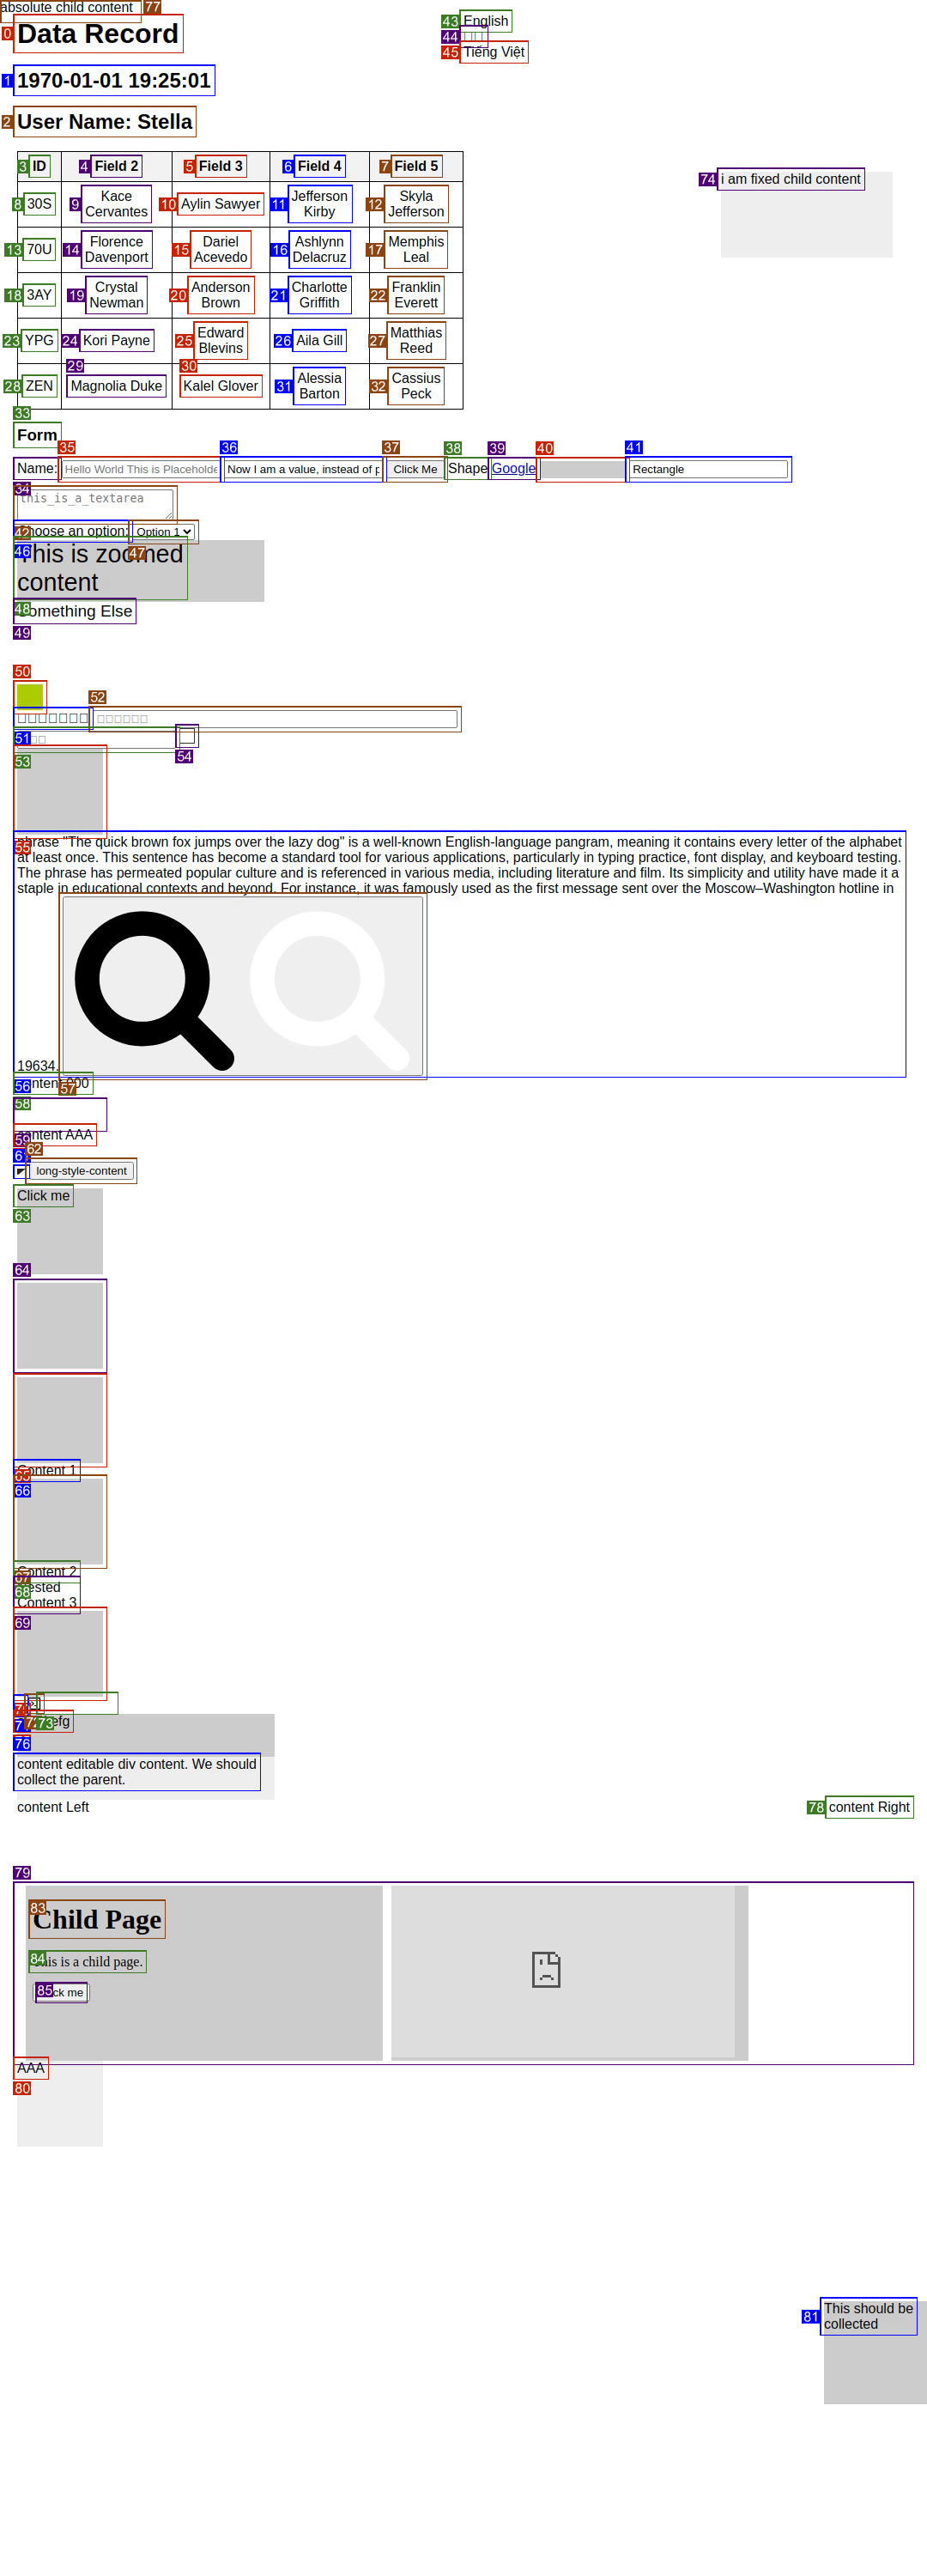 absolute child content 77
0 Data Record
43 English
44
45 Tiếng Việt
1 1970-01-01 19:25:01
2 User Name: Stella
3 ID 4 Field 2 5 Field 3 6 Field 4 7 Field 5
74 i am fixed child content
8 30S 9 Kace Cervantes 10 Aylin Sawyer 11 Jefferson Kirby 12 Skyla Jefferson
13 70U 14 Florence Davenport 15 Dariel Acevedo 16 Ashlynn Delacruz 17 Memphis Leal
18 3AY 19 Crystal Newman 20 Anderson Brown 21 Charlotte Griffith 22 Franklin Everett
23 YPG 24 Kori Payne 25 Edward Blevins 26 Aila Gill 27 Matthias Reed
28 ZEN 29 Magnolia Duke 30 Kalel Glover 31 Alessia Barton 32 Cassius Peck
33
Form
35 36 37 38 39 40 41
Name: Hello World This is Placeholde Now I am a value, instead of p Click Me Shape Google Rectangle
34
this_is_a_textarea
42
Choose an option: Option 1
46 47
This is zoomed
content
48
Something Else
49
50
52
51
53 54
55
phrase "The quick brown fox jumps over the lazy dog" is a well-known English-language pangram, meaning it contains every letter of the alphabet
at least once. This sentence has become a standard tool for various applications, particularly in typing practice, font display, and keyboard testing.
The phrase has permeated popular culture and is referenced in various media, including literature and film. Its simplicity and utility have made it a
staple in educational contexts and beyond. For instance, it was famously used as the first message sent over the Moscow–Washington hotline in
19634.
56 57
58
59
content AAA
62
long-style-content
Click me
63
64
65
Content 1
66
67
Content 2
68
Nested
Content 3
69
73
76
content editable div content. We should
collect the parent.
content Left 78 content Right
79
83 Child Page
84 This is a child page.
85 Click me
AAA
80
81 This should be
collected